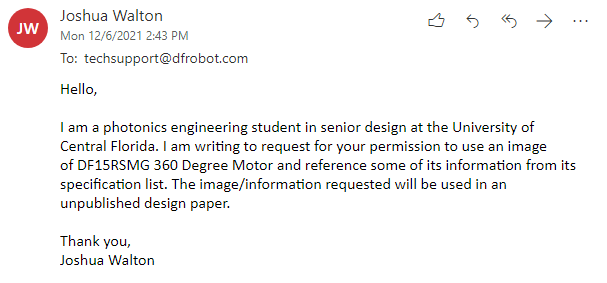 JW
Joshua Walton
Mon 12/6/2021 2:43 PM
To: techsupport@dfrobot.com
Hello,
I am a photonics engineering student in senior design at the University of
Central Florida. I am writing to request for your permission to use an image
of DF15RSMG 360 Degree Motor and reference some of its information from its
specification list. The image/information requested will be used in an
unpublished design paper.
Thank you,
Joshua Walton